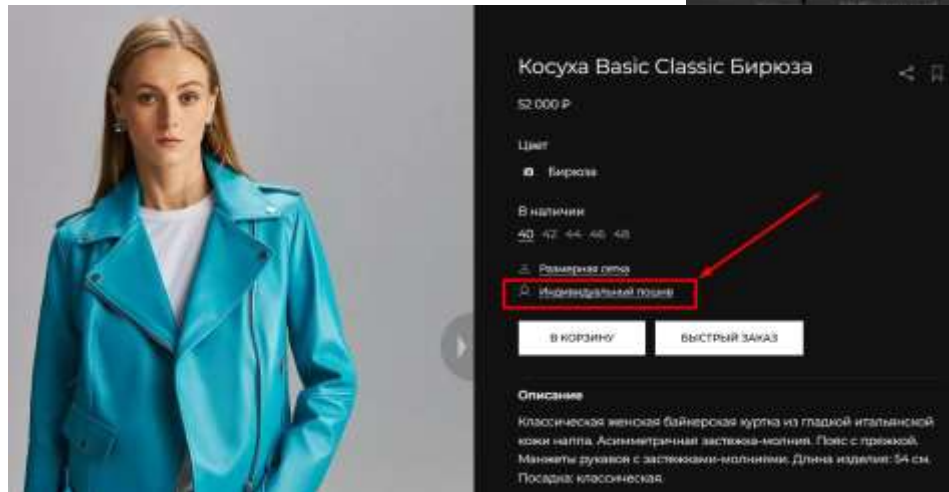 Косуха Basic Classic Бирюза
52 000 ₽
Цвет
Бирюза
В наличии
40 42 44 46 48
Размерная сетка
Индивидуальный пошив
В КОРЗИНУ БЫСТРЫЙ ЗАКАЗ
Описание
Классическая женская байкерская куртка из гладкой итальянской
кожи наппа. Асимметричная застежка-молния. Пояс с пряжкой.
Манжеты рукавов с застежками-молниями. Длина изделия: 54 см.
Посадка: классическая.